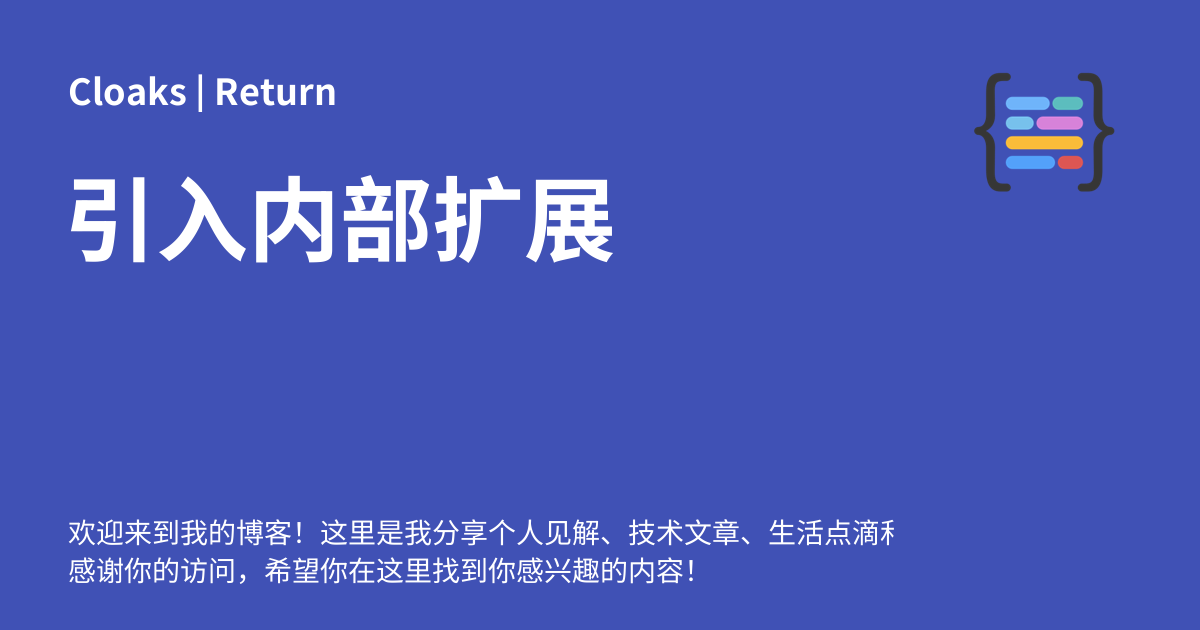 Cloaks | Return
引入内部扩展
欢迎来到我的博客！这里是我分享个人见解、技术文章、生活点滴
感谢你的访问，希望你在这里找到你感兴趣的内容！